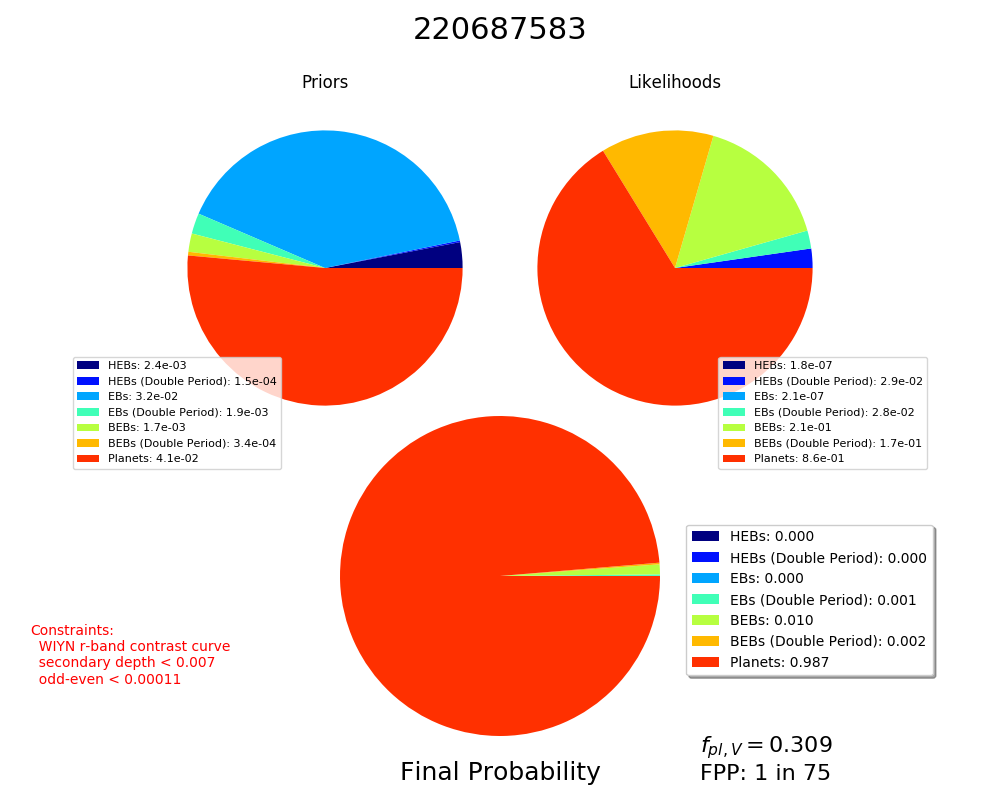 220687583
Priors
Likelihoods
HEBs: 2.4e-03
HEBs (Double Period): 1.5e-04
EBs: 3.2e-02
EBs (Double Period): 1.9e-03
BEBs: 1.7e-03
BEBs (Double Period): 3.4e-04
Planets: 4.1e-02
HEBs: 1.8e-07
HEBs (Double Period): 2.9e-02
EBs: 2.1e-07
EBs (Double Period): 2.8e-02
BEBs: 2.1e-01
BEBs (Double Period): 1.7e-01
Planets: 8.6e-01
HEBs: 0.000
HEBs (Double Period): 0.000
EBs: 0.000
EBs (Double Period): 0.001
BEBs: 0.010
BEBs (Double Period): 0.002
Planets: 0.987
Constraints:
WIYN r-band contrast curve
secondary depth < 0.007
odd-even < 0.00011
Final Probability
f_{pl,V} = 0.309
FPP: 1 in 75